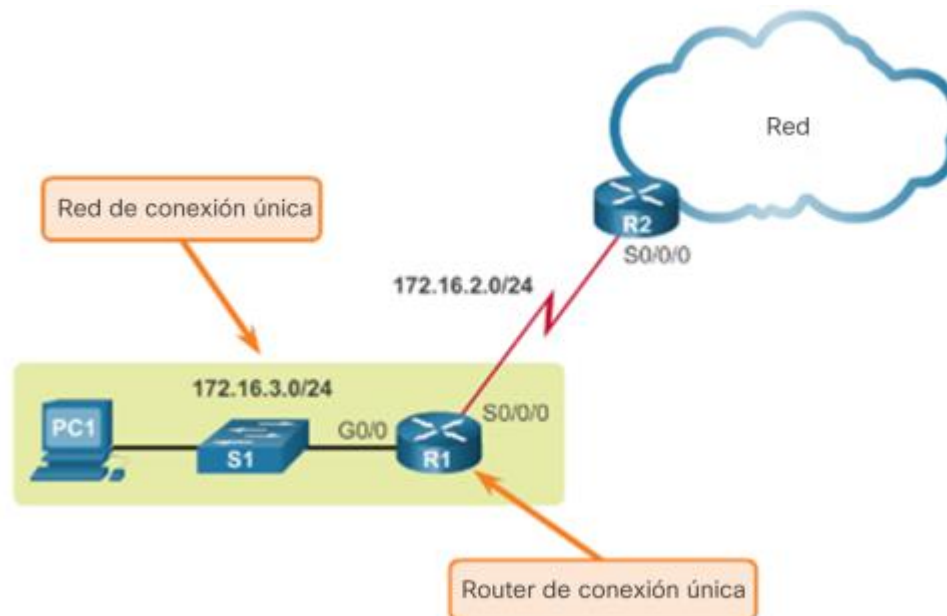 Red
R2
S0/0/0
Red de conexión única
172.16.2.0/24
172.16.3.0/24
S0/0/0
PC1
G0/0
S1
R1
Router de conexión única